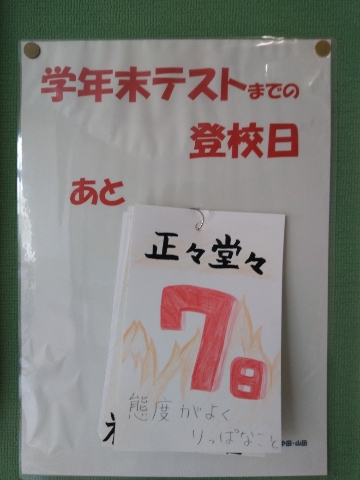 学年末テストまでの
登校日
あと
正々堂々
7日
態度がよく
りっぱなこと